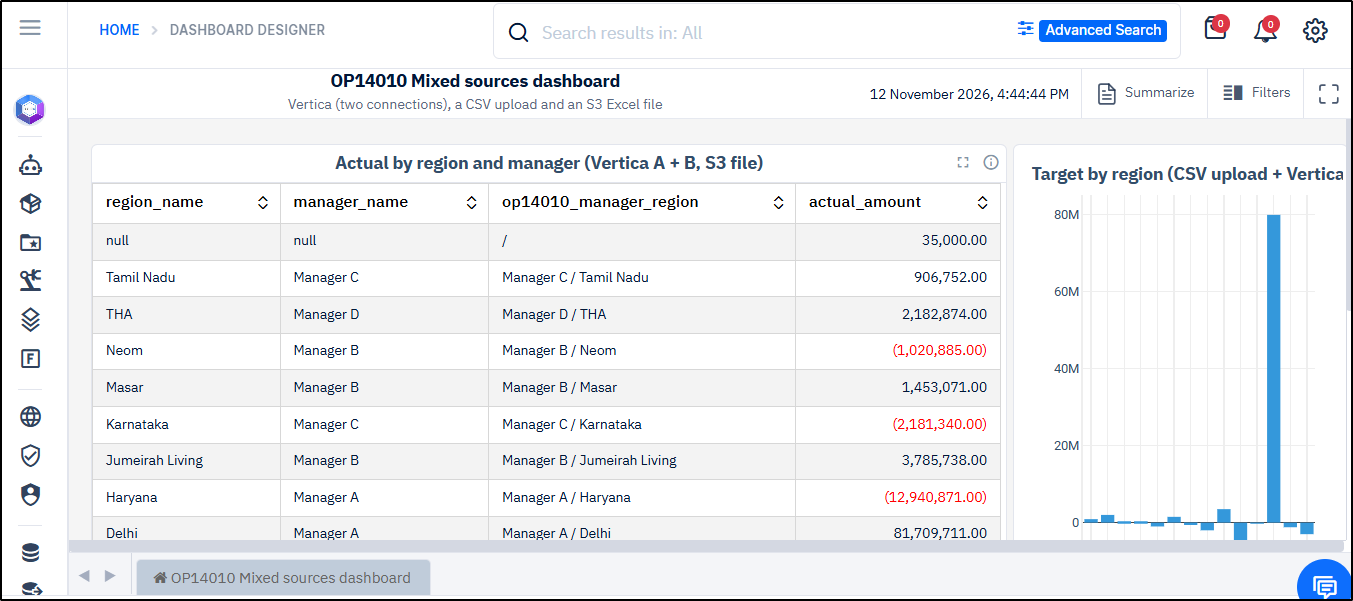 HOME > DASHBOARD DESIGNER
Search results in: All
Advanced Search
0
0
OP14010 Mixed sources dashboard
Vertica (two connections), a CSV upload and an S3 Excel file
12 November 2026, 4:44:44 PM
Summarize
Filters
Actual by region and manager (Vertica A + B, S3 file)
region_name manager_name op14010_manager_region actual_amount
null null / 35,000.00
Tamil Nadu Manager C Manager C / Tamil Nadu 906,752.00
THA Manager D Manager D / THA 2,182,874.00
Neom Manager B Manager B / Neom (1,020,885.00)
Masar Manager B Manager B / Masar 1,453,071.00
Karnataka Manager C Manager C / Karnataka (2,181,340.00)
Jumeirah Living Manager B Manager B / Jumeirah Living 3,785,738.00
Haryana Manager A Manager A / Haryana (12,940,871.00)
Delhi Manager A Manager A / Delhi 81,709,711.00
Target by region (CSV upload + Vertica
80M
60M
40M
20M
0
F
OP14010 Mixed sources dashboard